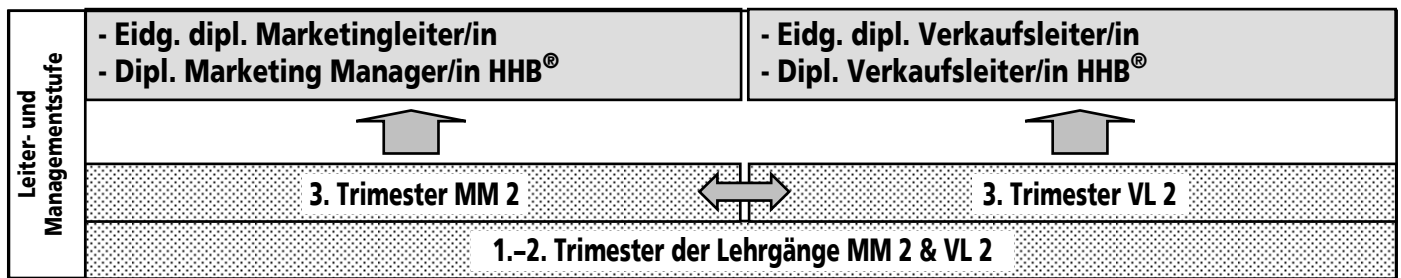 Leiter- und
Managementstufe
- Eidg. dipl. Marketingleiter/in
- Dipl. Marketing Manager/in HHB®
- Eidg. dipl. Verkaufsleiter/in
- Dipl. Verkaufsleiter/in HHB®
3. Trimester MM 2
3. Trimester VL 2
1.–2. Trimester der Lehrgänge MM 2 & VL 2